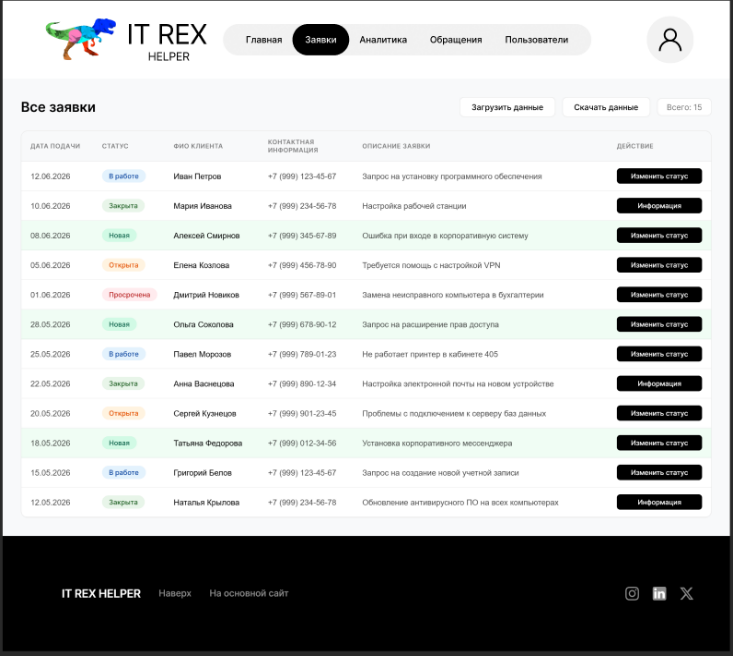 IT REX
HELPER
Главная Заявки Аналитика Обращения Пользователи
Все заявки Загрузить данные Скачать данные Всего: 15
ДАТА ПОДАЧИ СТАТУС ФИО КЛИЕНТА КОНТАКТНАЯ ИНФОРМАЦИЯ ОПИСАНИЕ ЗАЯВКИ ДЕЙСТВИЕ
12.06.2026 В работе Иван Петров +7 (999) 123-45-67 Запрос на установку программного обеспечения Изменить статус
10.06.2026 Закрыта Мария Иванова +7 (999) 234-56-78 Настройка рабочей станции Информация
08.06.2026 Новая Алексей Смирнов +7 (999) 345-67-89 Ошибка при входе в корпоративную систему Изменить статус
05.06.2026 Открыта Елена Козлова +7 (999) 456-78-90 Требуется помощь с настройкой VPN Изменить статус
01.06.2026 Просрочена Дмитрий Новиков +7 (999) 567-89-01 Замена неисправного компьютера в бухгалтерии Изменить статус
28.05.2026 Новая Ольга Соколова +7 (999) 678-90-12 Запрос на расширение прав доступа Изменить статус
25.05.2026 В работе Павел Морозов +7 (999) 789-01-23 Не работает принтер в кабинете 405 Изменить статус
22.05.2026 Закрыта Анна Васнецова +7 (999) 890-12-34 Настройка электронной почты на новом устройстве Информация
20.05.2026 Открыта Сергей Кузнецов +7 (999) 901-23-45 Проблемы с подключением к серверу баз данных Изменить статус
18.05.2026 Новая Татьяна Федорова +7 (999) 012-34-56 Установка корпоративного мессенджера Изменить статус
15.05.2026 В работе Григорий Белов +7 (999) 123-45-67 Запрос на создание новой учетной записи Изменить статус
12.05.2026 Закрыта Наталья Крылова +7 (999) 234-56-78 Обновление антивирусного ПО на всех компьютерах Информация
IT REX HELPER Наверх На основной сайт